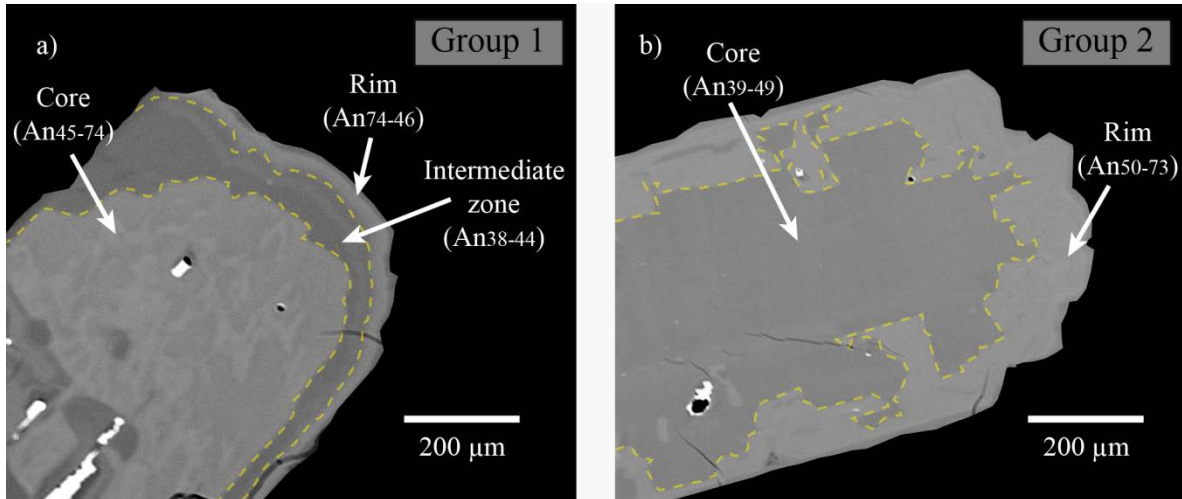 a)
Group 1
Core
(An45-74)
Rim
(An74-46)
Intermediate
zone
(An38-44)
200 µm
b)
Group 2
Core
(An39-49)
Rim
(An50-73)
200 µm